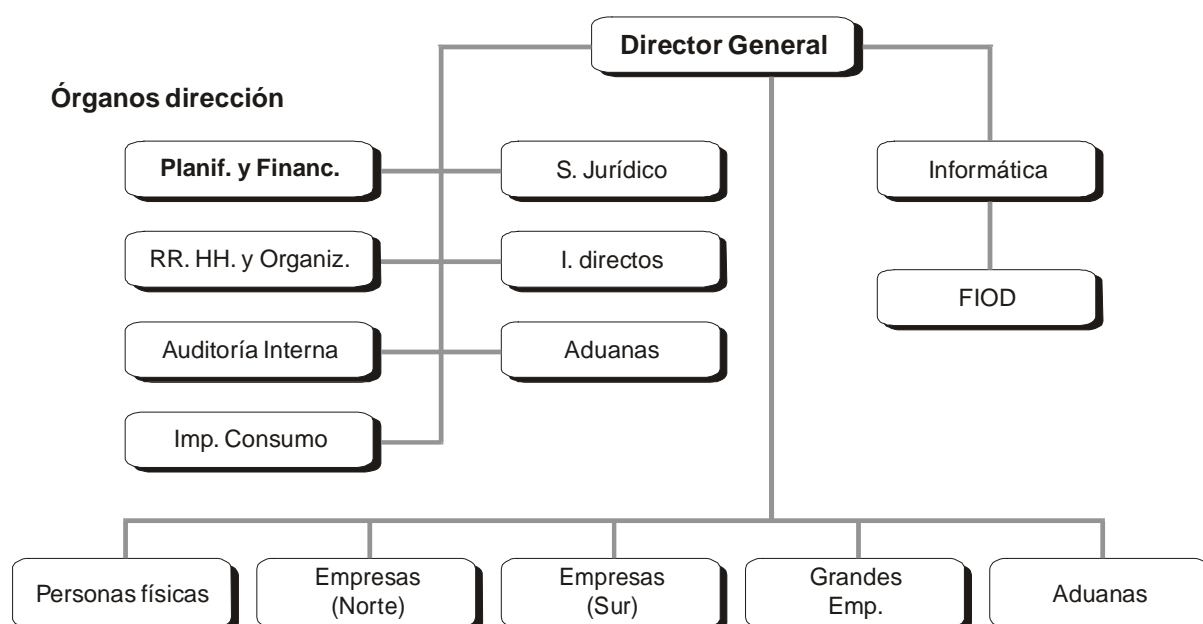 Director General
Órganos dirección
Planif. y Financ.
S. Jurídico
Informática
RR. HH. y Organiz.
I. directos
FIOD
Auditoría Interna
Aduanas
Imp. Consumo
Personas físicas
Empresas
(Norte)
Empresas
(Sur)
Grandes
Emp.
Aduanas